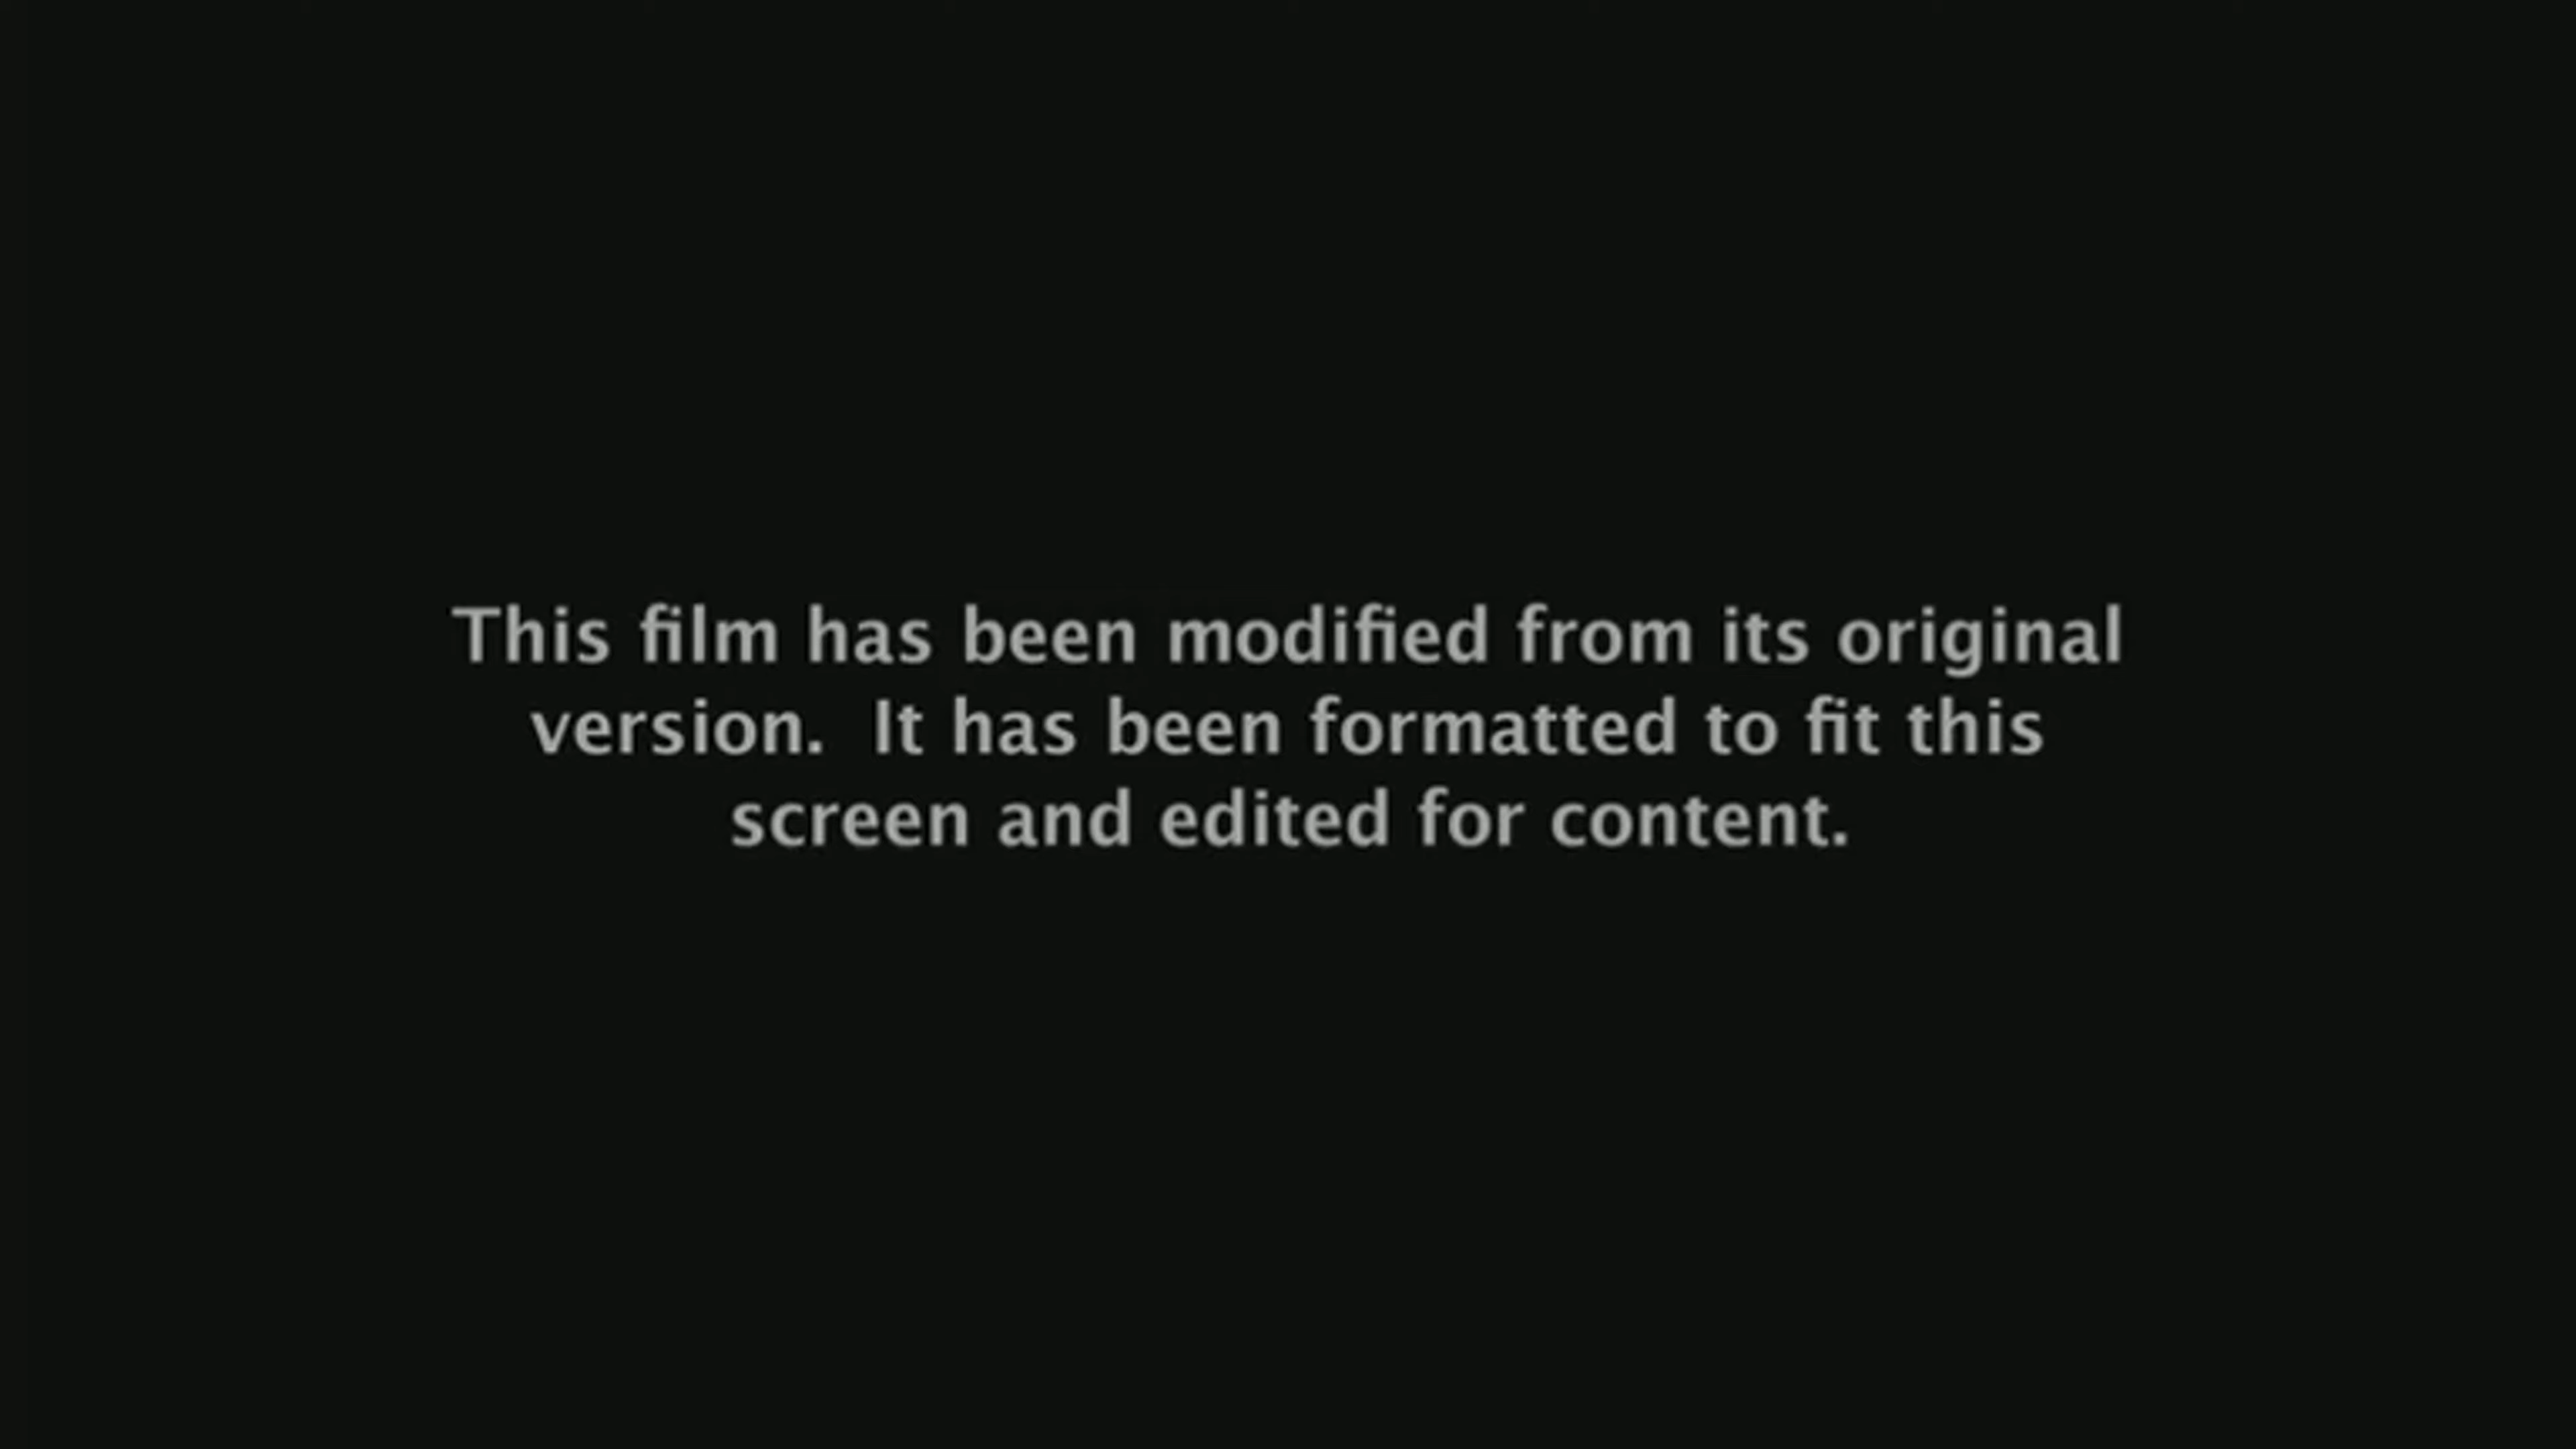 This film has been modified from its original
version.  It has been formatted to fit this
screen and edited for content.